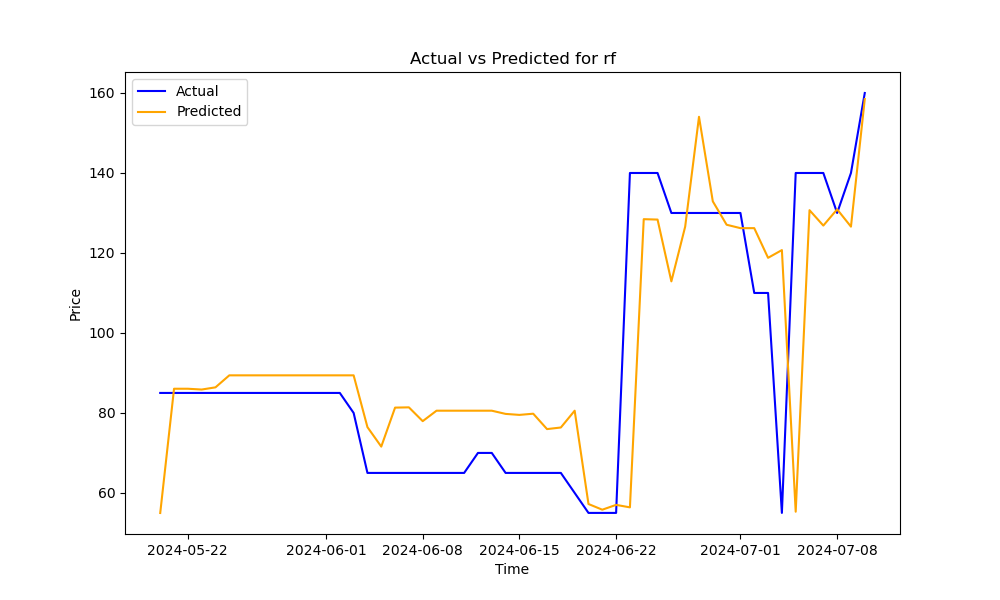 Actual vs Predicted for rf
Actual
Predicted
Price
160
140
120
100
80
60
2024-05-22
2024-06-01
2024-06-08
2024-06-15
2024-06-22
2024-07-01
2024-07-08
Time